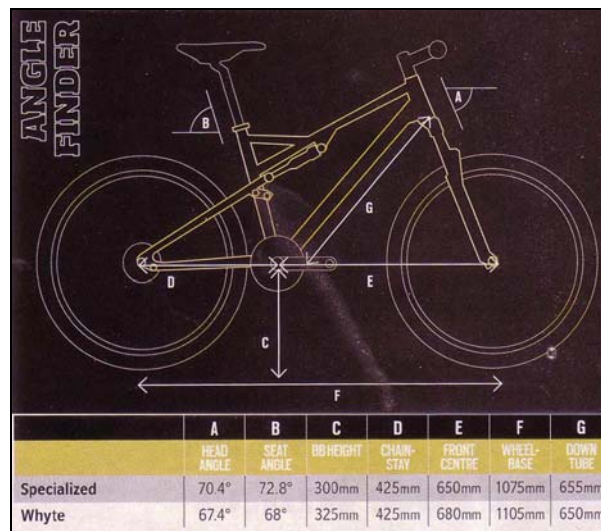 ANGLE
FINDER
A
B
G
D
E
C
F
A B C D E F G
HEAD ANGLE SEAT ANGLE BB HEIGHT CHAIN-STAY FRONT CENTRE WHEEL-BASE DOWN TUBE
Specialized 70.4° 72.8° 300mm 425mm 650mm 1075mm 655mm
Whyte 67.4° 68° 325mm 425mm 680mm 1105mm 650mm